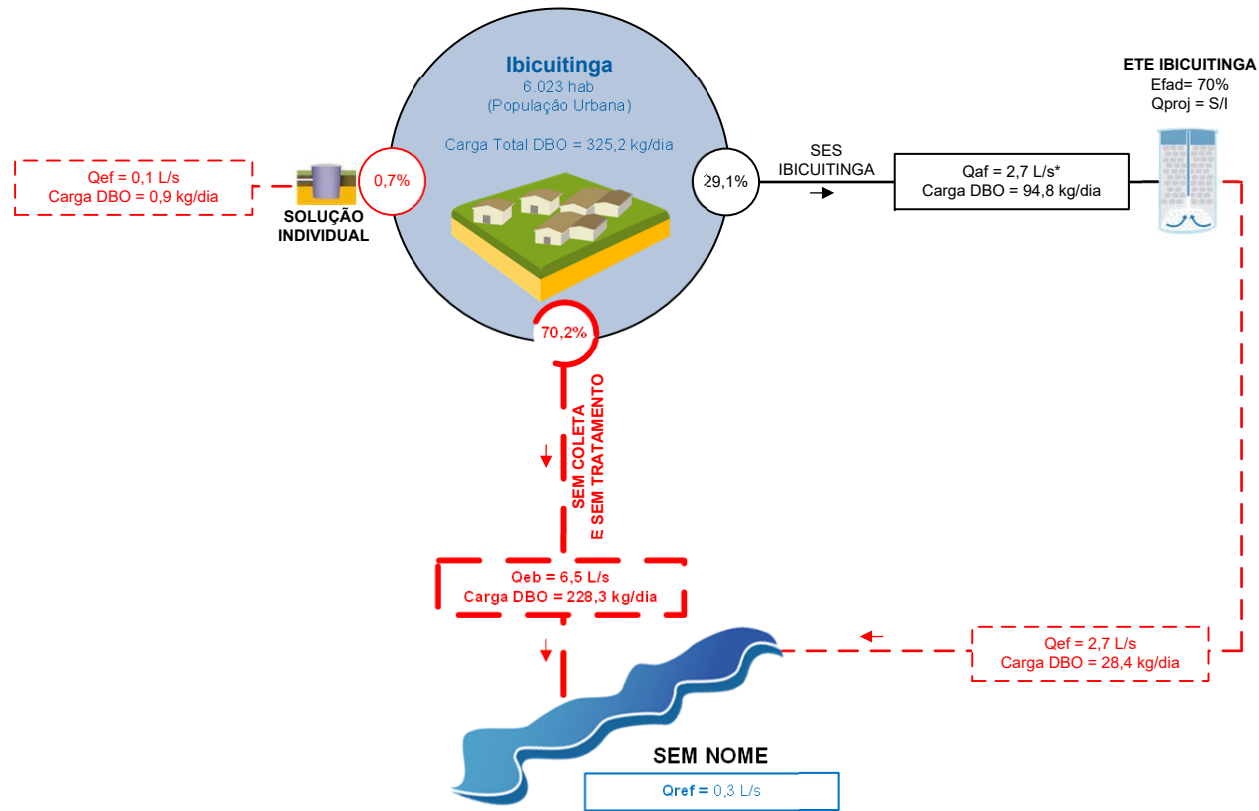 Ibicuitinga
6.023 hab
(População Urbana)
Carga Total DBO = 325,2 kg/dia
ETE IBICUITINGA
Efad= 70%
Qproj = S/I
Qef = 0,1 L/s
Carga DBO = 0,9 kg/dia
SOLUÇÃO
INDIVIDUAL
0,7%
29,1%
SES
IBICUITINGA
Qaf = 2,7 L/s*
Carga DBO = 94,8 kg/dia
70,2%
SEM COLETA
E SEM TRATAMENTO
Qeb = 6,5 L/s
Carga DBO = 228,3 kg/dia
Qef = 2,7 L/s
Carga DBO = 28,4 kg/dia
SEM NOME
Qref = 0,3 L/s